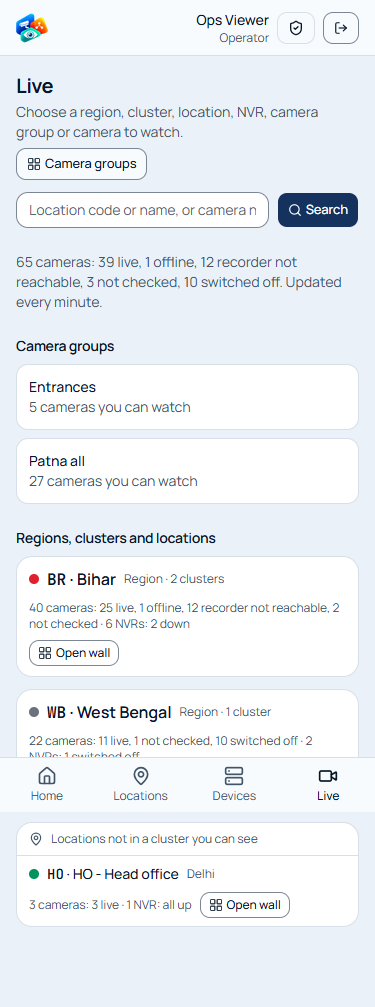 Ops Viewer
Operator
Live
Choose a region, cluster, location, NVR, camera
group or camera to watch.
Camera groups
Location code or name, or camera n
Search
65 cameras: 39 live, 1 offline, 12 recorder not
reachable, 3 not checked, 10 switched off. Updated
every minute.
Camera groups
Entrances
5 cameras you can watch
Patna all
27 cameras you can watch
Regions, clusters and locations
BR · Bihar Region · 2 clusters
40 cameras: 25 live, 1 offline, 12 recorder not reachable, 2
not checked · 6 NVRs: 2 down
Open wall
WB · West Bengal Region · 1 cluster
22 cameras: 11 live, 1 not checked, 10 switched off · 2
NVRs: 1 switched off
Home Locations Devices Live
Locations not in a cluster you can see
HO · HO - Head office Delhi
3 cameras: 3 live · 1 NVR: all up Open wall